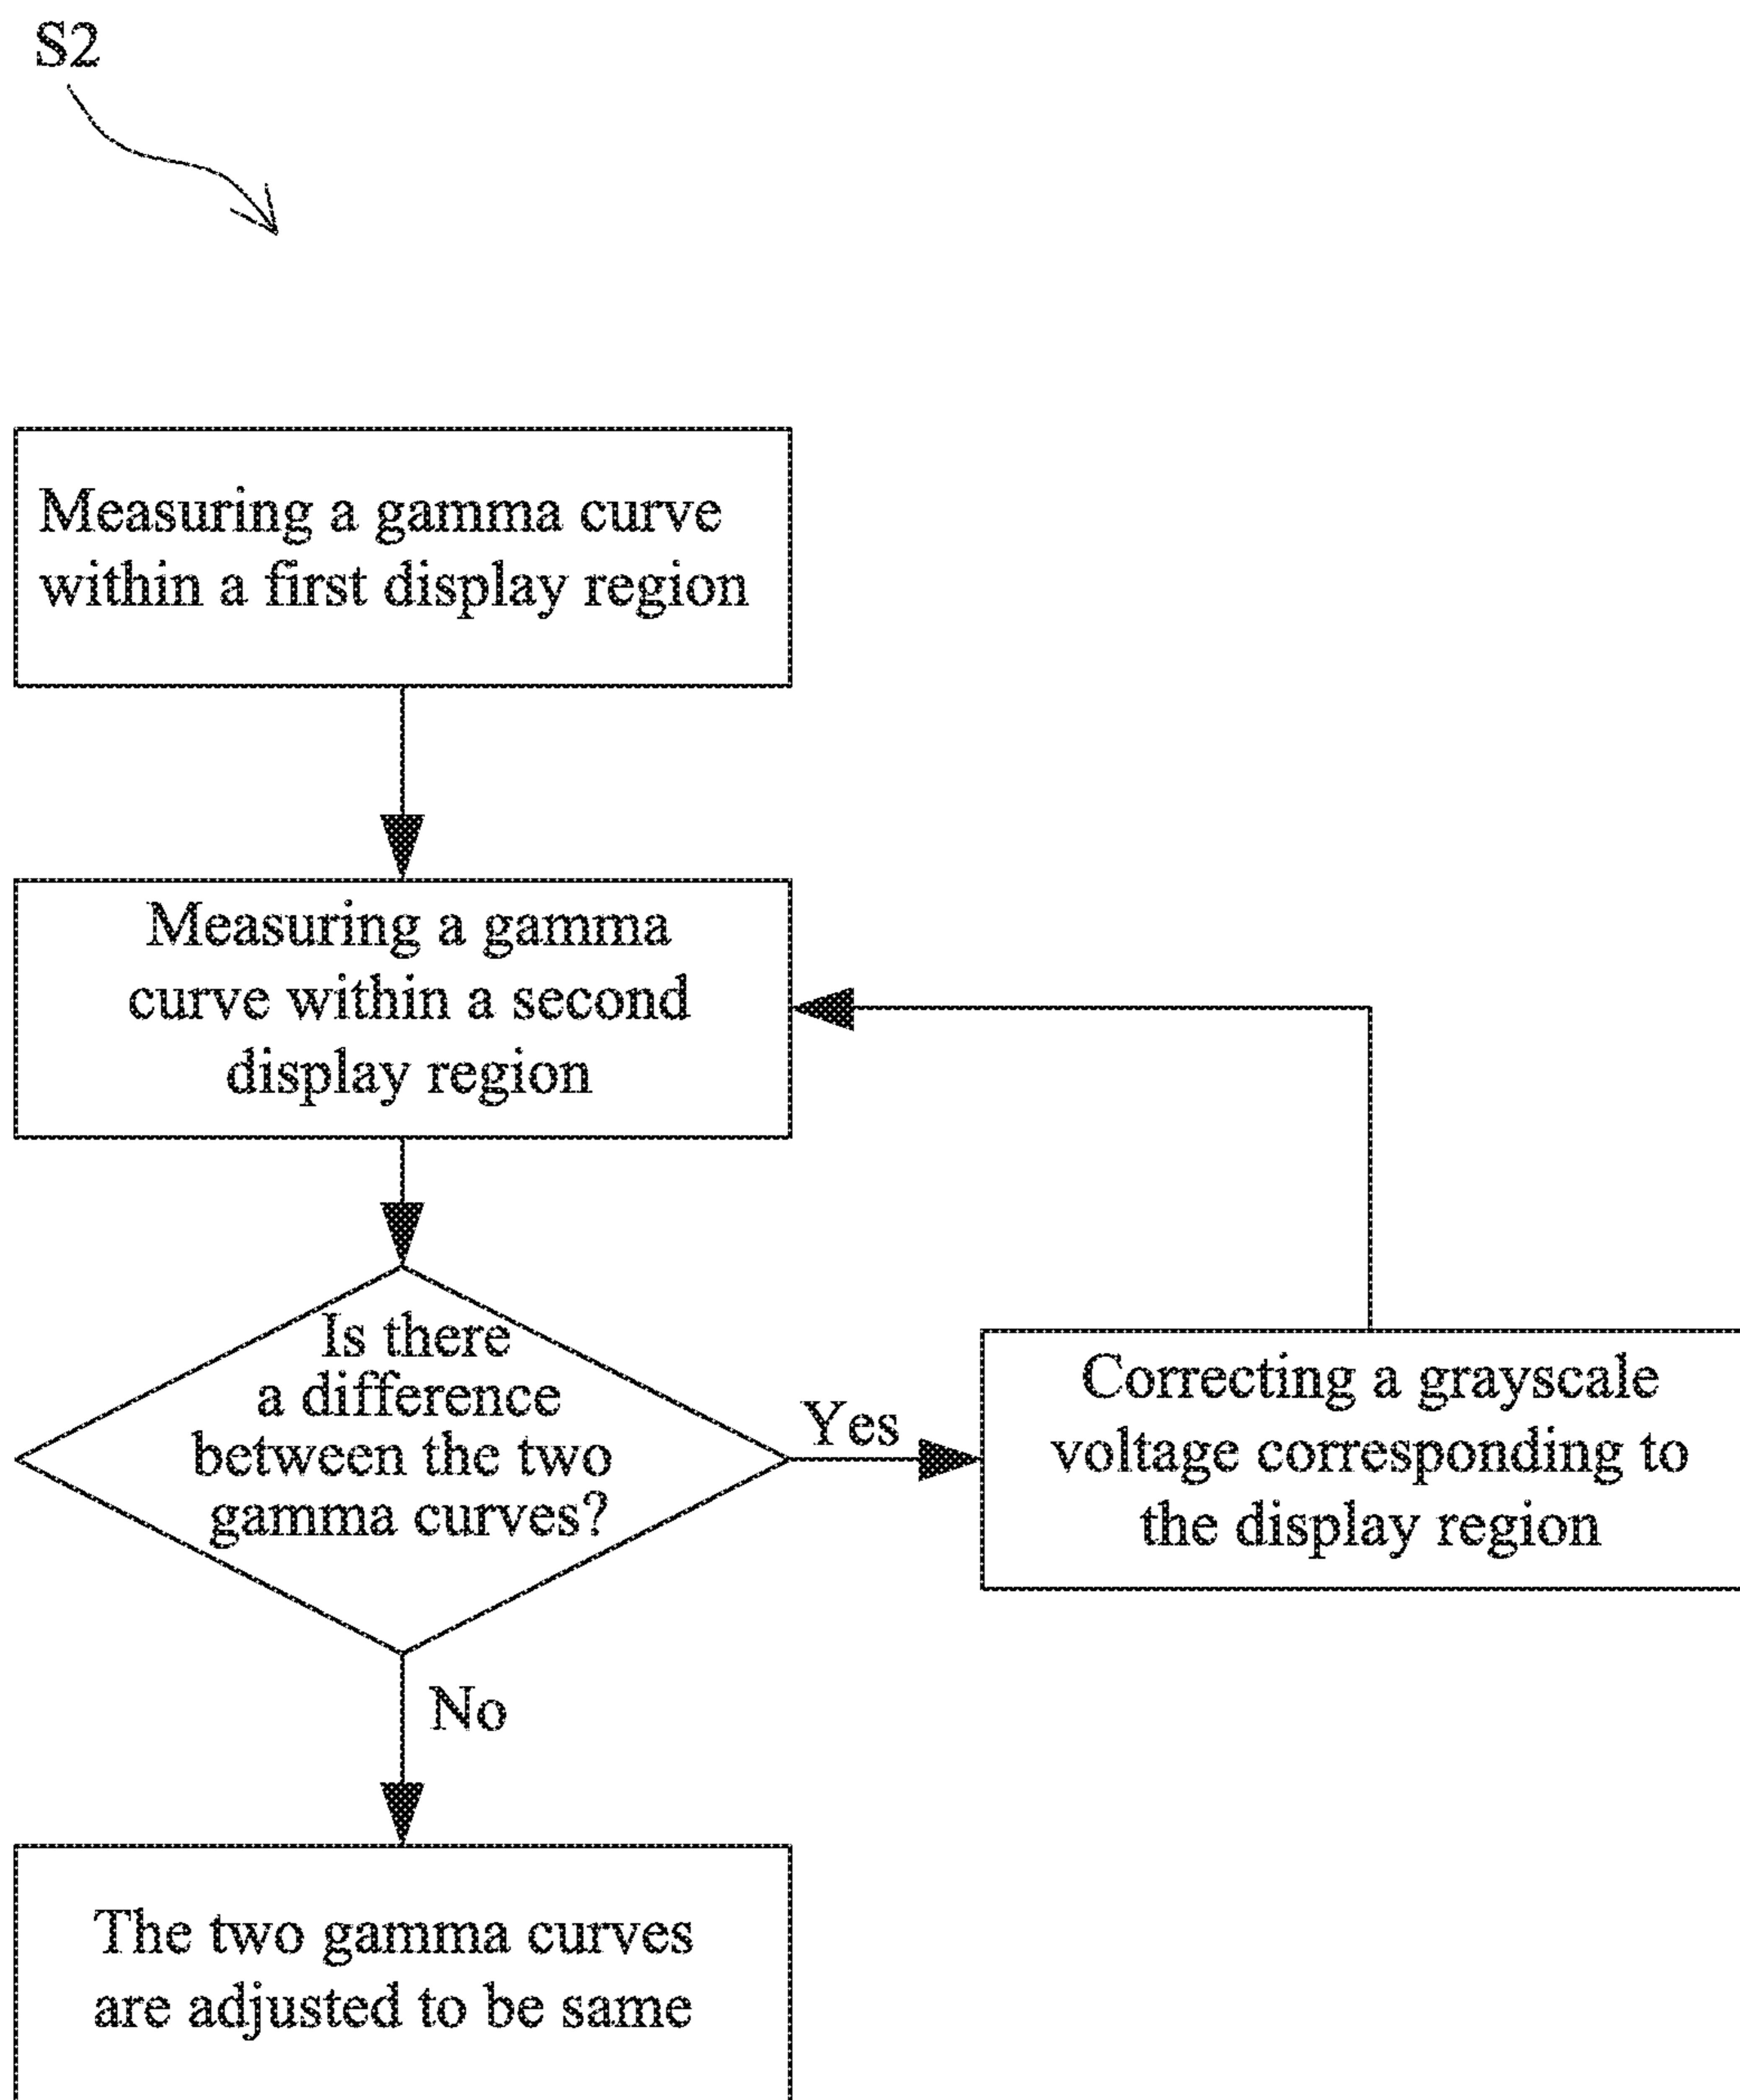 S2
Measuring a gamma curve
within a first display region
Measuring a gamma
curve within a second
display region
Is there
a difference
between the two
gamma curves?
Yes
Correcting a grayscale
voltage corresponding to
the display region
No
The two gamma curves
are adjusted to be same